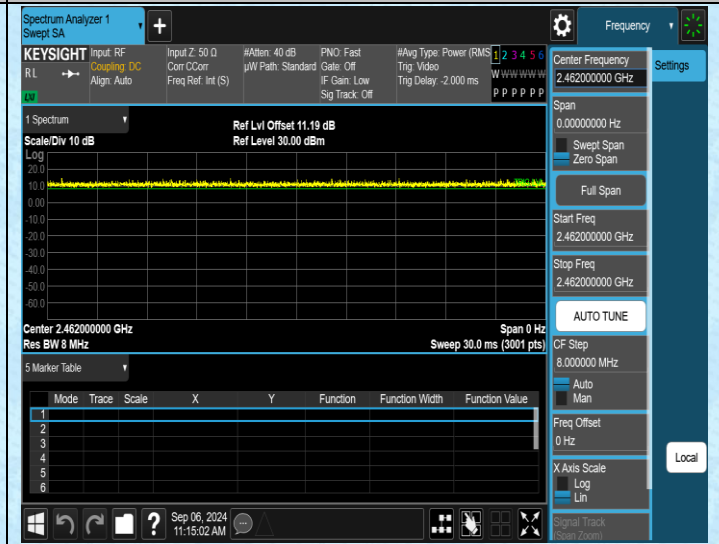 Spectrum Analyzer 1
Swept SA
Frequency
KEYSIGHT
RL
LXI
Input: RF
Coupling: DC
Align: Auto
Input Z: 50 Ω
Corr CCorr
Freq Ref: Int (S)
#Atten: 40 dB
µW Path: Standard
PNO: Fast
Gate: Off
IF Gain: Low
Sig Track: Off
#Avg Type: Power (RMS
Trig: Video
Trig Delay: -2.000 ms
1 2 3 4 5 6
W W W W W W
P P P P P P
1 Spectrum
Scale/Div 10 dB
Ref Lvl Offset 11.19 dB
Ref Level 30.00 dBm
Log
20.0
10.0
0.00
-10.0
-20.0
-30.0
-40.0
-50.0
-60.0
Center 2.462000000 GHz
Res BW 8 MHz
Span 0 Hz
Sweep 30.0 ms (3001 pts)
5 Marker Table
Mode Trace Scale X Y Function Function Width Function Value
1
2
3
4
5
6
Sep 06, 2024
11:15:02 AM
Center Frequency
2.462000000 GHz
Span
0.00000000 Hz
Swept Span
Zero Span
Full Span
Start Freq
2.462000000 GHz
Stop Freq
2.462000000 GHz
AUTO TUNE
CF Step
8.000000 MHz
Auto
Man
Freq Offset
0 Hz
X Axis Scale
Log
Lin
Signal Track
(Span Zoom)
Settings
Local